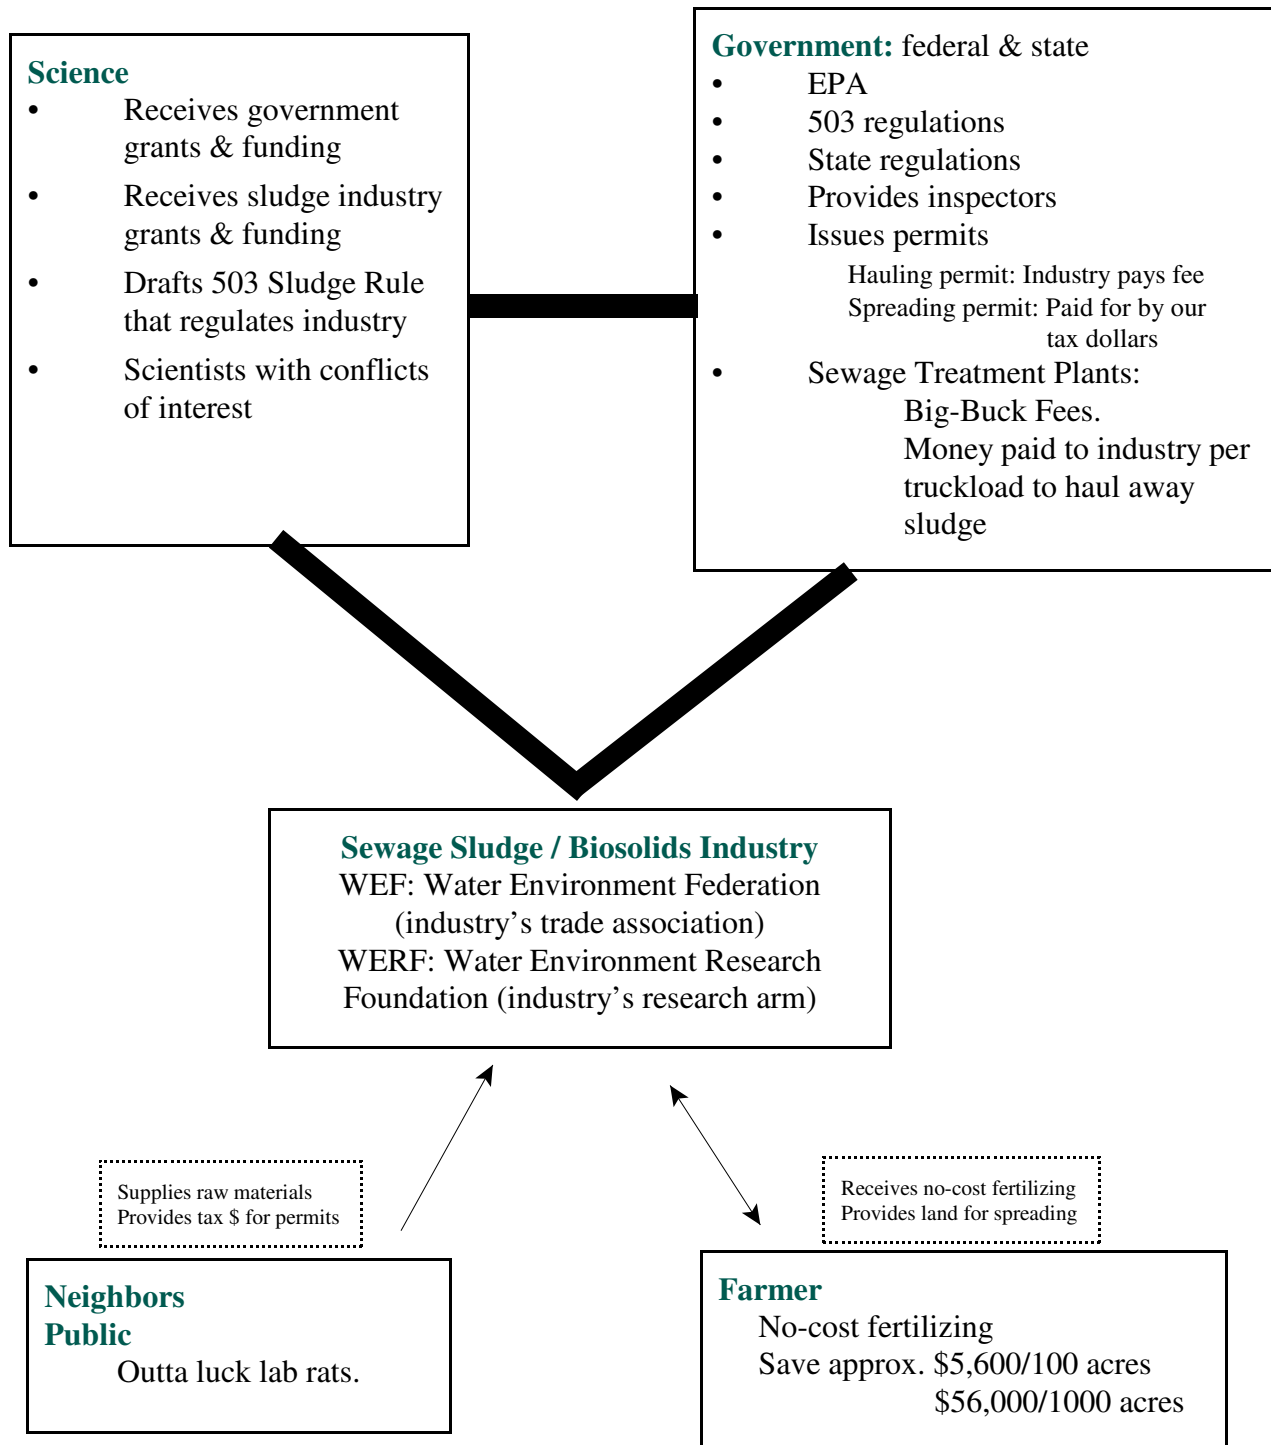 Science
• Receives government
grants & funding
• Receives sludge industry
grants & funding
• Drafts 503 Sludge Rule
that regulates industry
• Scientists with conflicts
of interest
Government: federal & state
• EPA
• 503 regulations
• State regulations
• Provides inspectors
• Issues permits
Hauling permit: Industry pays fee
Spreading permit: Paid for by our
tax dollars
• Sewage Treatment Plants:
Big-Buck Fees.
Money paid to industry per
truckload to haul away
sludge
Sewage Sludge / Biosolids Industry
WEF: Water Environment Federation
(industry’s trade association)
WERF: Water Environment Research
Foundation (industry’s research arm)
Supplies raw materials
Provides tax $ for permits
Neighbors
Public
Outta luck lab rats.
Receives no-cost fertilizing
Provides land for spreading
Farmer
No-cost fertilizing
Save approx. $5,600/100 acres
$56,000/1000 acres